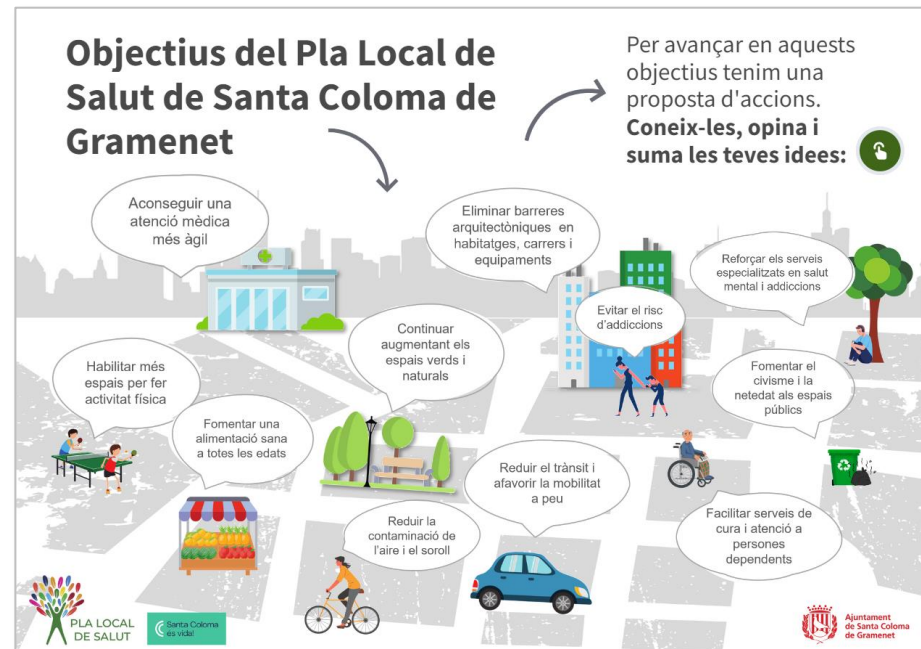 Objectius del Pla Local de
Salut de Santa Coloma de
Gramenet
Per avançar en aquests
objectius tenim una
proposta d'accions.
Coneix-les, opina i
suma les teves idees:
Aconseguir una
atenció mèdica
més àgil
Eliminar barreres
arquitectòniques en
habitatges, carrers i
equipaments
Reforçar els serveis
especialitzats en salut
mental i addiccions
Evitar el risc
d'addiccions
Continuar
augmentant els
espais verds i
naturals
Habilitar més
espais per fer
activitat física
Fomentar el
civisme i la
netedat als espais
públics
Fomentar una
alimentació sana
a totes les edats
Reduir el trànsit i
afavorir la mobilitat
a peu
Reduir la
contaminació de
l'aire i el soroll
Facilitar serveis de
cura i atenció a
persones
dependents
PLA LOCAL
DE SALUT
Santa Coloma
és vida!
Ajuntament
de Santa Coloma
de Gramenet